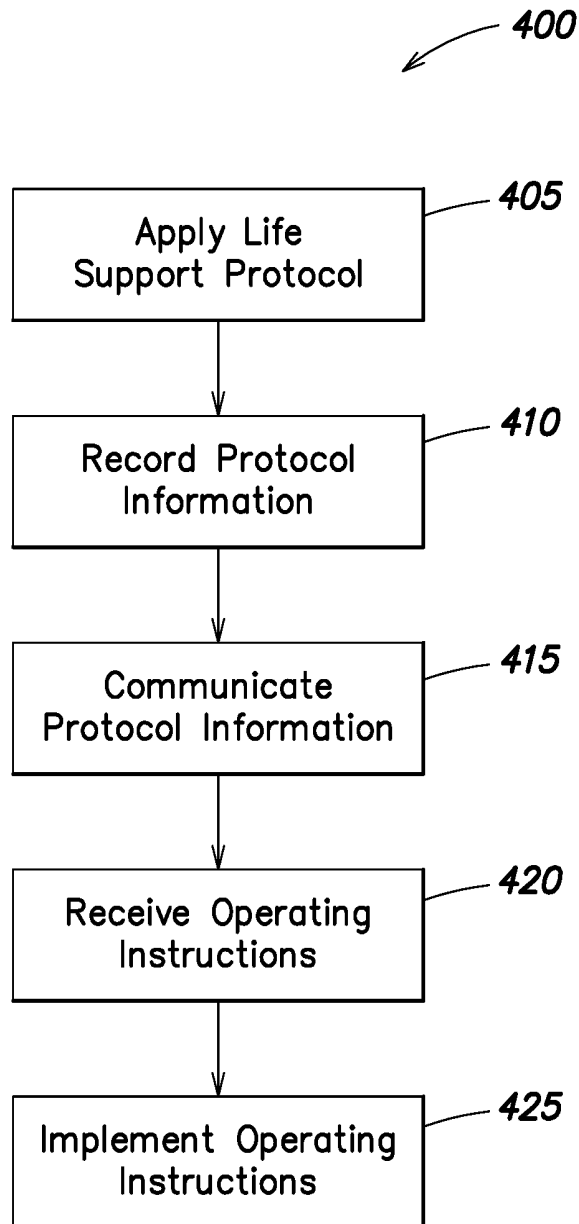 400
405
Apply Life
Support Protocol
410
Record Protocol
Information
415
Communicate
Protocol Information
420
Receive Operating
Instructions
425
Implement Operating
Instructions